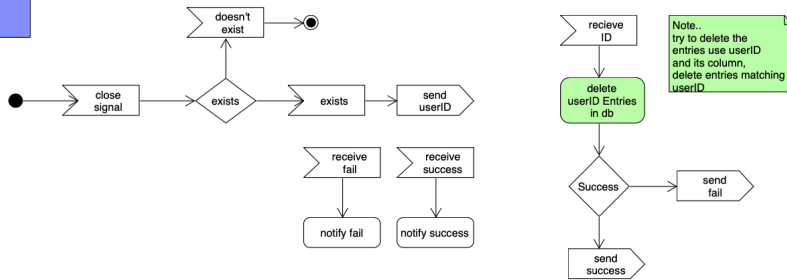 doesn't
exist
close
signal
exists
exists
send
userID
receive
fail
receive
success
notify fail
notify success
recieve
ID
delete
userID Entries
in db
Success
send
fail
send
success
Note..
try to delete the
entries use userID
and its column,
delete entries matching
userID